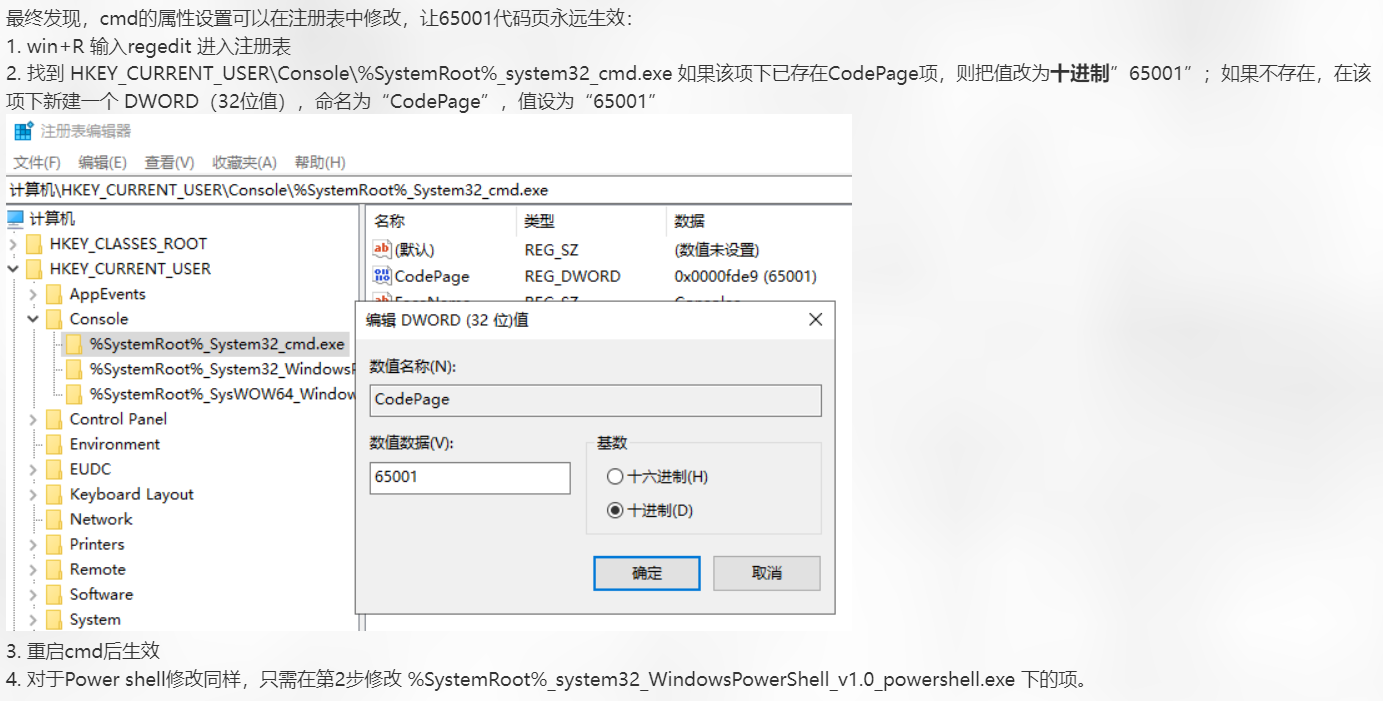 最终发现，cmd的属性设置可以在注册表中修改，让65001代码页永远生效：
1. win+R 输入regedit 进入注册表
2. 找到 HKEY_CURRENT_USER\Console\%SystemRoot%_system32_cmd.exe 如果该项下已存在CodePage项，则把值改为十进制”65001”；如果不存在，在该
项下新建一个 DWORD（32位值），命名为“CodePage”，值设为“65001”
注册表编辑器
文件(F) 编辑(E) 查看(V) 收藏夹(A) 帮助(H)
计算机\HKEY_CURRENT_USER\Console\%SystemRoot%_System32_cmd.exe
计算机
HKEY_CLASSES_ROOT
HKEY_CURRENT_USER
AppEvents
Console
%SystemRoot%_System32_cmd.exe
%SystemRoot%_System32_WindowsP
%SystemRoot%_SysWOW64_Window
Control Panel
Environment
EUDC
Keyboard Layout
Network
Printers
Remote
Software
System
名称 类型 数据
ab (默认) REG_SZ (数值未设置)
CodePage REG_DWORD 0x0000fde9 (65001)
编辑 DWORD (32 位)值
数值名称(N):
CodePage
数值数据(V):
65001
基数
十六进制(H)
十进制(D)
确定 取消
3. 重启cmd后生效
4. 对于Power shell修改同样，只需在第2步修改 %SystemRoot%_system32_WindowsPowerShell_v1.0_powershell.exe 下的项。